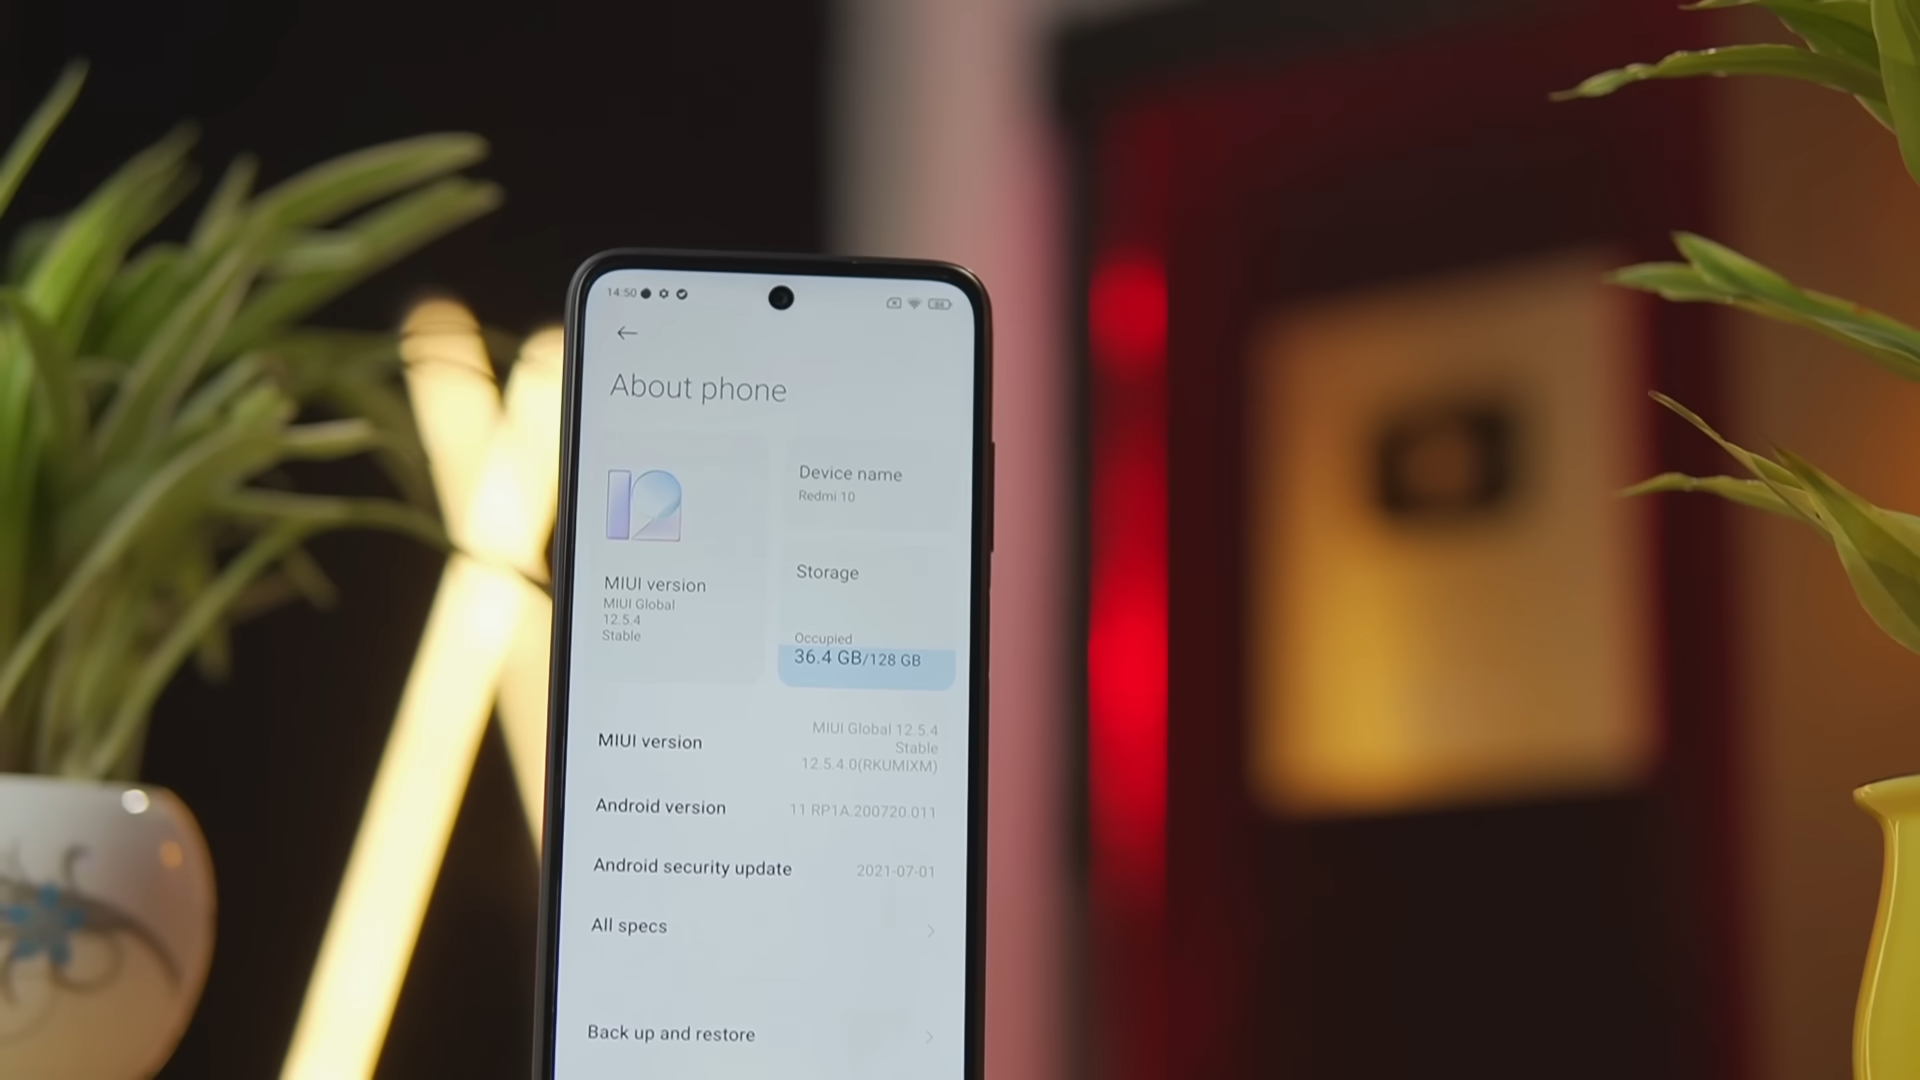 14:50
About phone
12
MIUI version
MIUI Global
12.5.4
Stable
Device name
Redmi 10
Storage
Occupied
36.4 GB/128 GB
MIUI version
MIUI Global 12.5.4
Stable
12.5.4.0(RKUMIXM)
Android version
11 RP1A.200720.011
Android security update
2021-07-01
All specs
Back up and restore